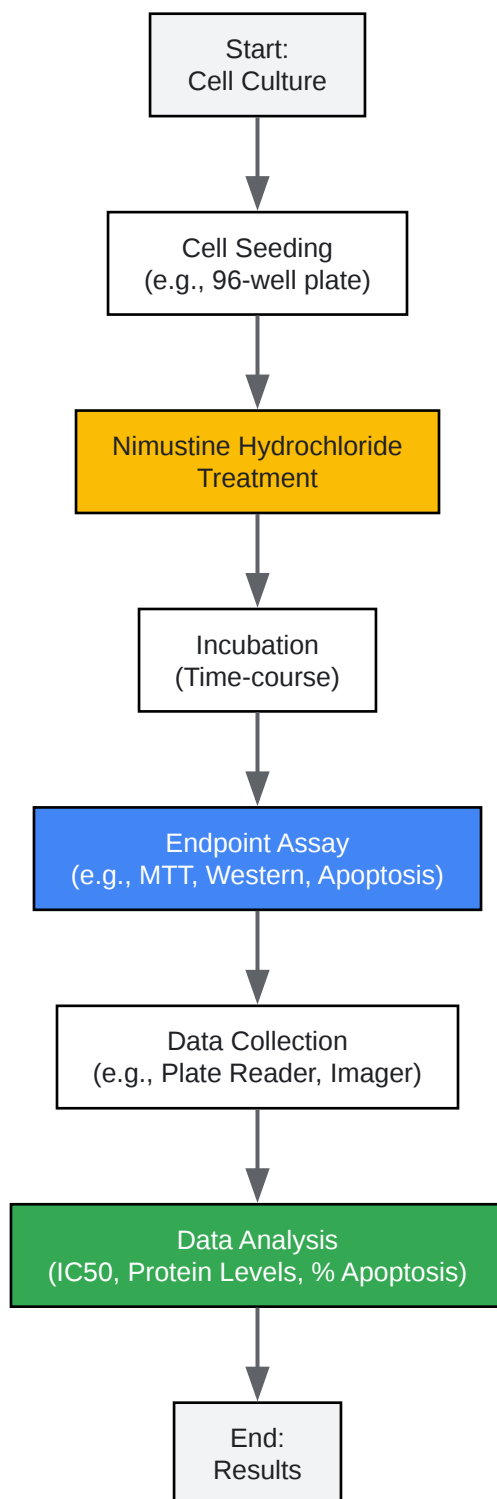 Start:
Cell Culture
Cell Seeding
(e.g., 96-well plate)
Nimustine Hydrochloride
Treatment
Incubation
(Time-course)
Endpoint Assay
(e.g., MTT, Western, Apoptosis)
Data Collection
(e.g., Plate Reader, Imager)
Data Analysis
(IC50, Protein Levels, % Apoptosis)
End:
Results